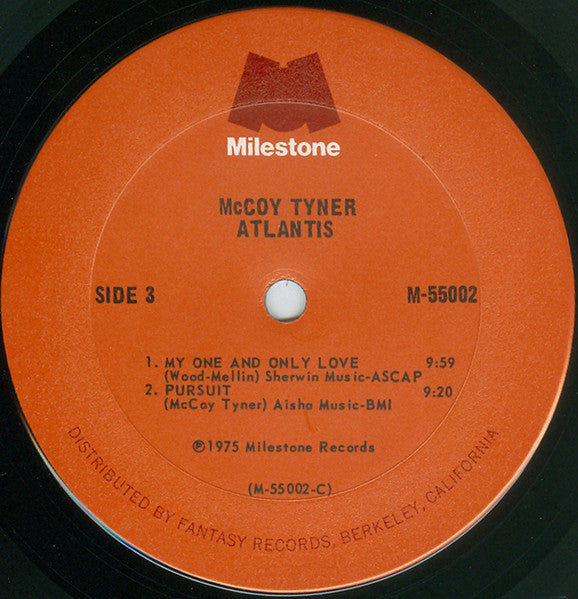 Milestone
McCOY TYNER
ATLANTIS
SIDE 3
M-55002
1. MY ONE AND ONLY LOVE 9:59
(Wood-Mellin) Sherwin Music-ASCAP
2. PURSUIT 9:20
(McCoy Tyner) Aisha Music-BMI
℗1975 Milestone Records
(M-55002-C)
DISTRIBUTED BY FANTASY RECORDS, BERKELEY, CALIFORNIA